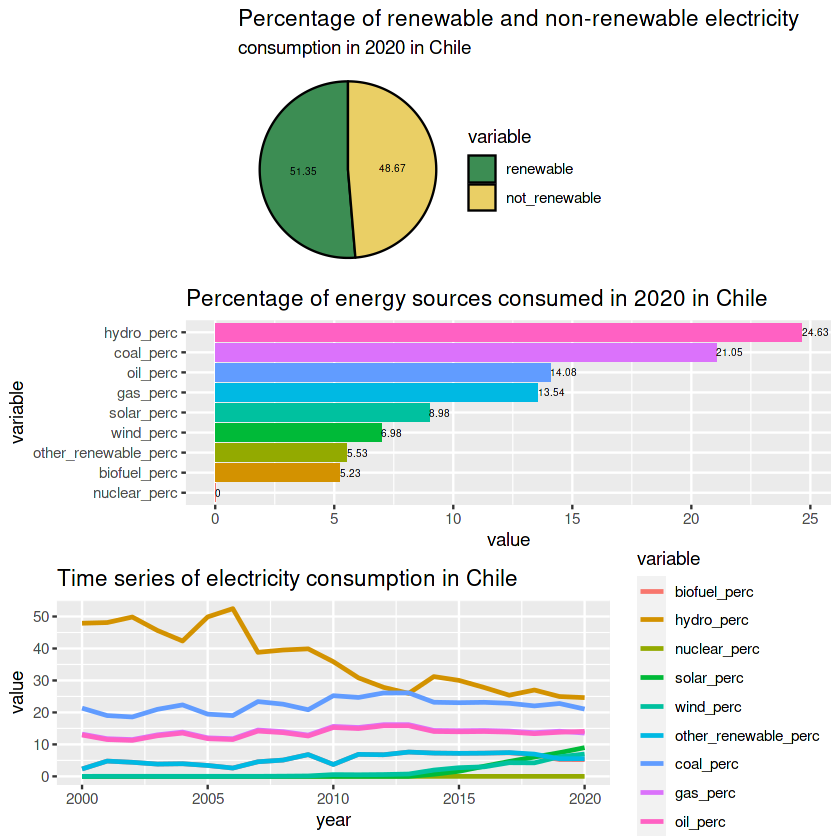 Percentage of renewable and non-renewable electricity
consumption in 2020 in Chile
variable
renewable
not_renewable
51.35
48.67
Percentage of energy sources consumed in 2020 in Chile
variable
hydro_perc
24.63
coal_perc
21.05
oil_perc
14.08
gas_perc
13.54
solar_perc
8.98
wind_perc
6.98
other_renewable_perc
5.53
biofuel_perc
5.23
nuclear_perc
0
0 5 10 15 20 25
value
Time series of electricity consumption in Chile
value
50
40
30
20
10
0
2000 2005 2010 2015 2020
year
variable
biofuel_perc
hydro_perc
nuclear_perc
solar_perc
wind_perc
other_renewable_perc
coal_perc
gas_perc
oil_perc